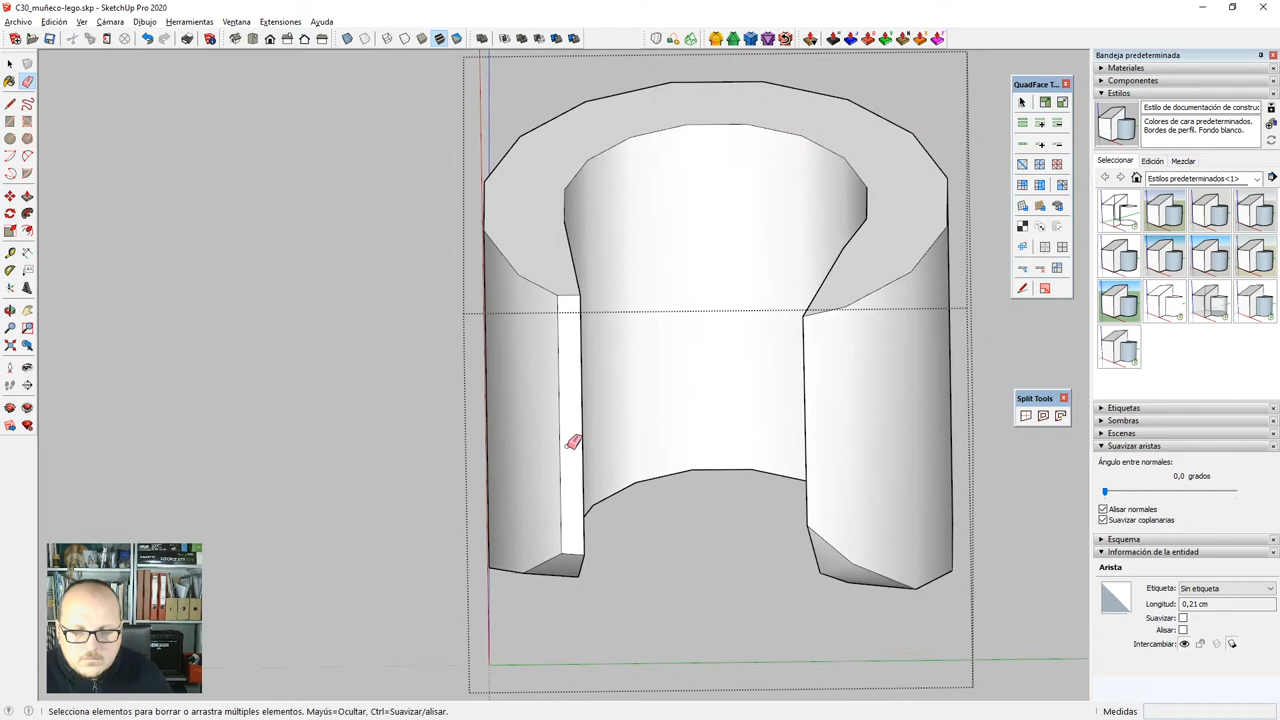 C30_muñeco-lego.skp - SketchUp Pro 2020
Archivo Edición Ver Cámara Dibujo Herramientas Ventana Extensiones Ayuda
Bandeja predeterminada
Materiales
Componentes
Estilos
Estilo de documentación de construc
Colores de cara predeterminados.
Bordes de perfil. Fondo blanco.
Seleccionar Edición Mezclar
Estilos predeterminados<1>
QuadFace T...
Split Tools
Etiquetas
Sombras
Escenas
Suavizar aristas
Ángulo entre normales:
0,0 grados
Alisar normales
Suavizar coplanarias
Esquema
Información de la entidad
Arista
Etiqueta: Sin etiqueta
Longitud: 0,21 cm
Suavizar:
Alisar:
Intercambiar:
Selecciona elementos para borrar o arrastra múltiples elementos. Mayús=Ocultar, Ctrl=Suavizar/alisar.
Medidas